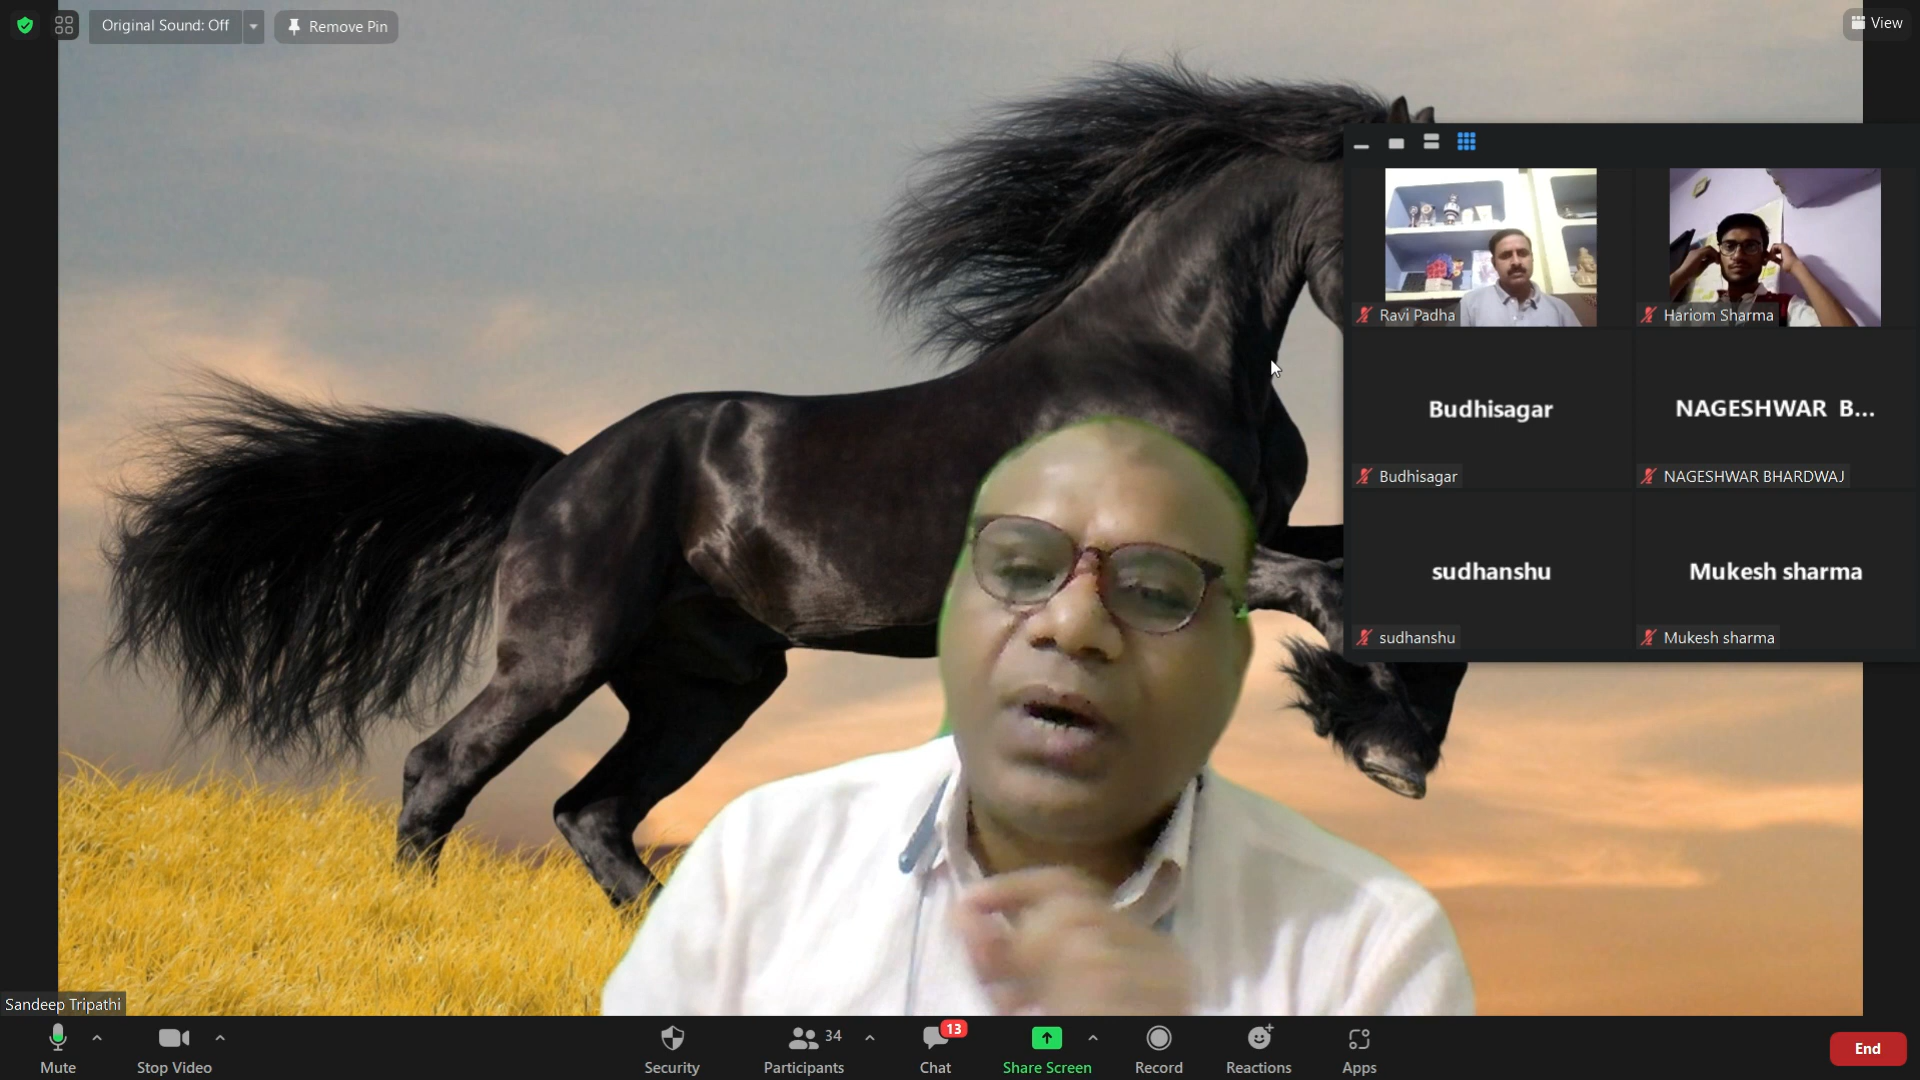 Original Sound: Off
Remove Pin
View
Ravi Padha
Hariom Sharma
Budhisagar
NAGESHWAR B...
Budhisagar
NAGESHWAR BHARDWAJ
sudhanshu
Mukesh sharma
sudhanshu
Mukesh sharma
Sandeep Tripathi
34
13
Mute
Stop Video
Security
Participants
Chat
Share Screen
Record
Reactions
Apps
End